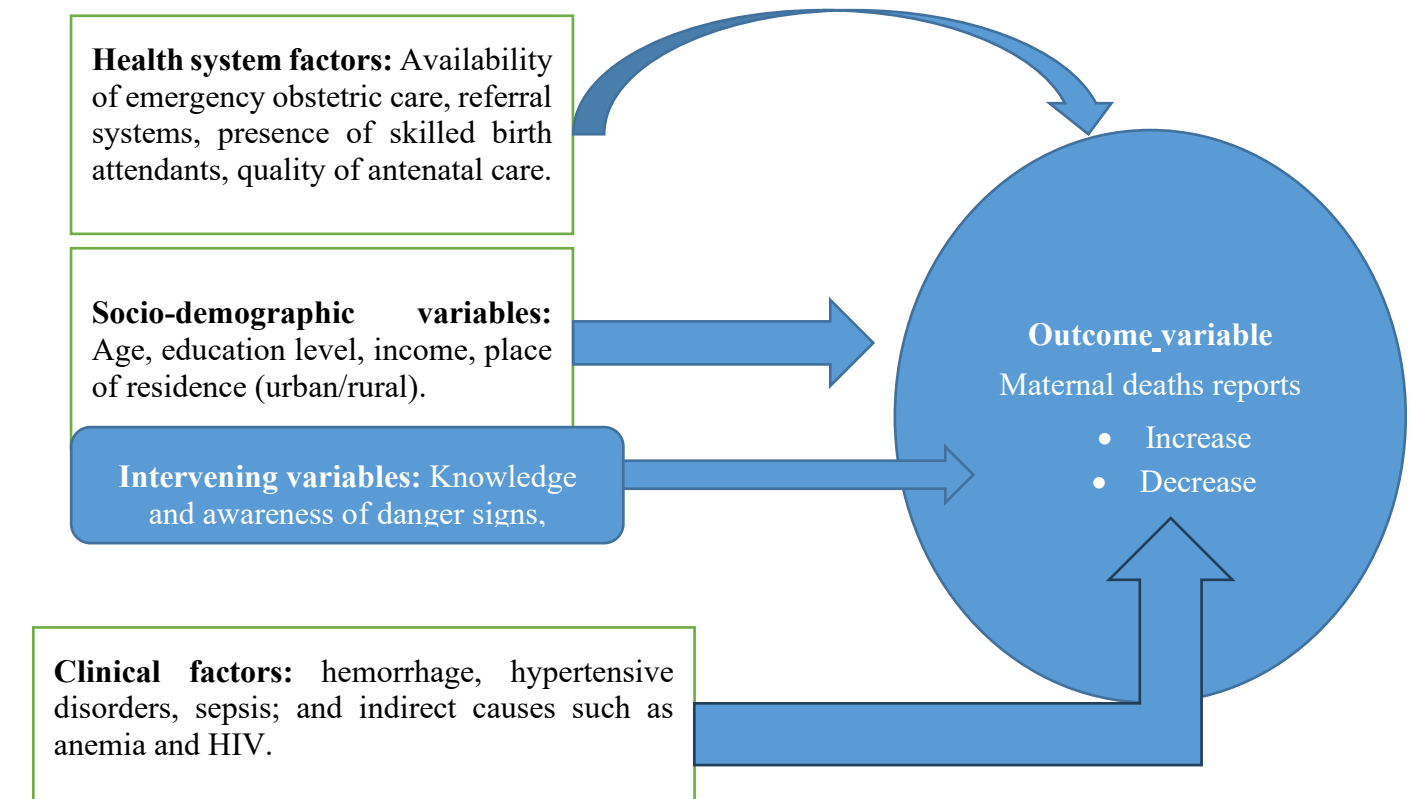 Health system factors: Availability
of emergency obstetric care, referral
systems, presence of skilled birth
attendants, quality of antenatal care.
Socio-demographic variables:
Age, education level, income, place
of residence (urban/rural).
Intervening variables: Knowledge
and awareness of danger signs,
Outcome variable
Maternal deaths reports
• Increase
• Decrease
Clinical factors: hemorrhage, hypertensive
disorders, sepsis; and indirect causes such as
anemia and HIV.